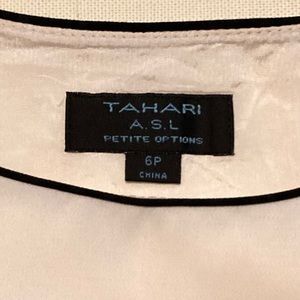 TAHARI
A.S.L
PETITE OPTIONS
6P
CHINA